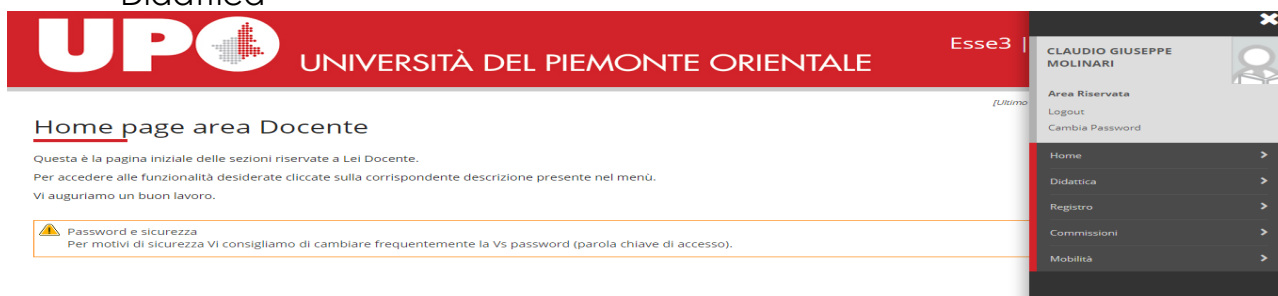 Didattica
UPO UNIVERSITÀ DEL PIEMONTE ORIENTALE
Esse3 |
[Ultimo
Home page area Docente
Questa è la pagina iniziale delle sezioni riservate a Lei Docente.
Per accedere alle funzionalità desiderate cliccate sulla corrispondente descrizione presente nel menù.
Vi auguriamo un buon lavoro.
Password e sicurezza
Per motivi di sicurezza Vi consigliamo di cambiare frequentemente la Vs password (parola chiave di accesso).
CLAUDIO GIUSEPPE
MOLINARI
Area Riservata
Logout
Cambia Password
Home
Didattica
Registro
Commissioni
Mobilità